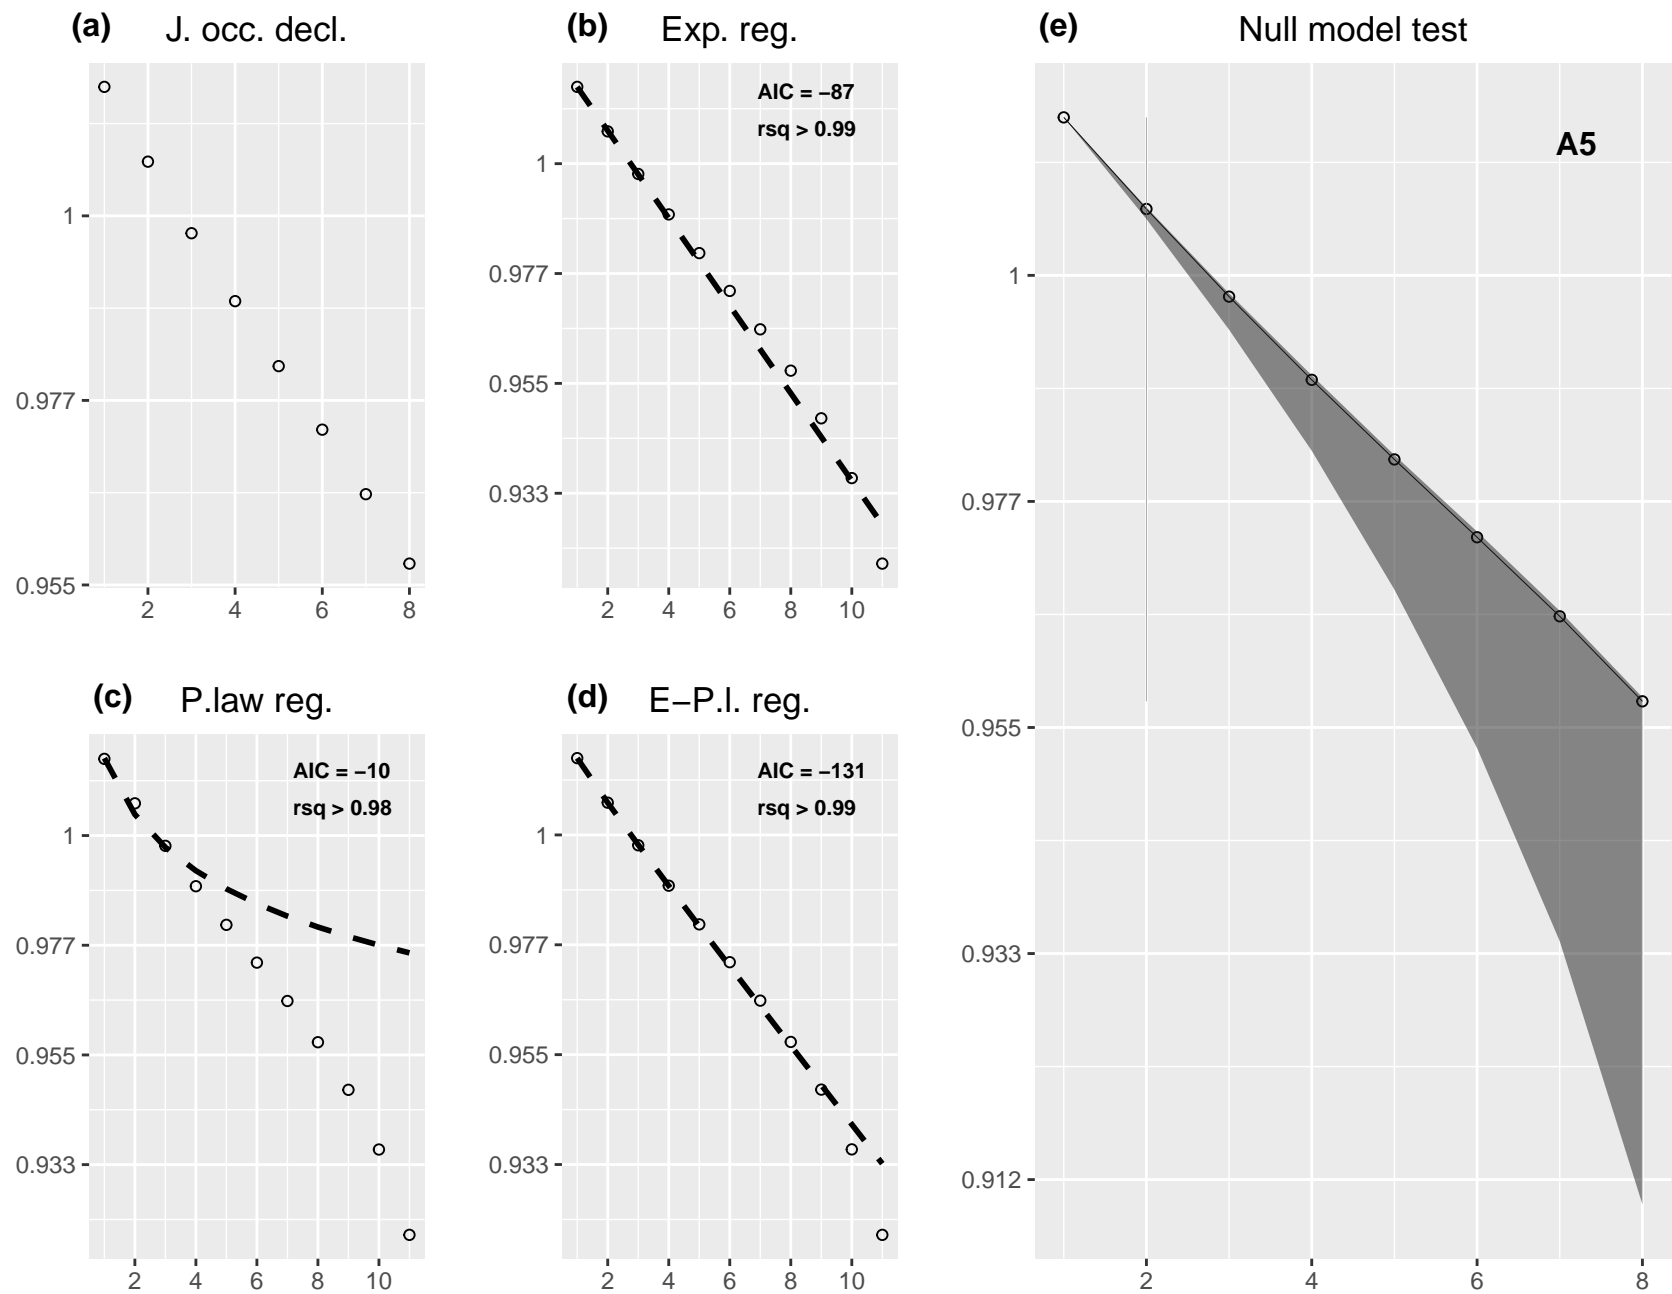 (a) J. occ. decl.
1
0.977
0.955
2 4 6 8
(b) Exp. reg.
AIC = −87
rsq > 0.99
1
0.977
0.955
0.933
2 4 6 8 10
(c) P.law reg.
AIC = −10
rsq > 0.98
1
0.977
0.955
0.933
2 4 6 8 10
(d) E−P.l. reg.
AIC = −131
rsq > 0.99
1
0.977
0.955
0.933
2 4 6 8 10
(e) Null model test
A5
1
0.977
0.955
0.933
0.912
2 4 6 8